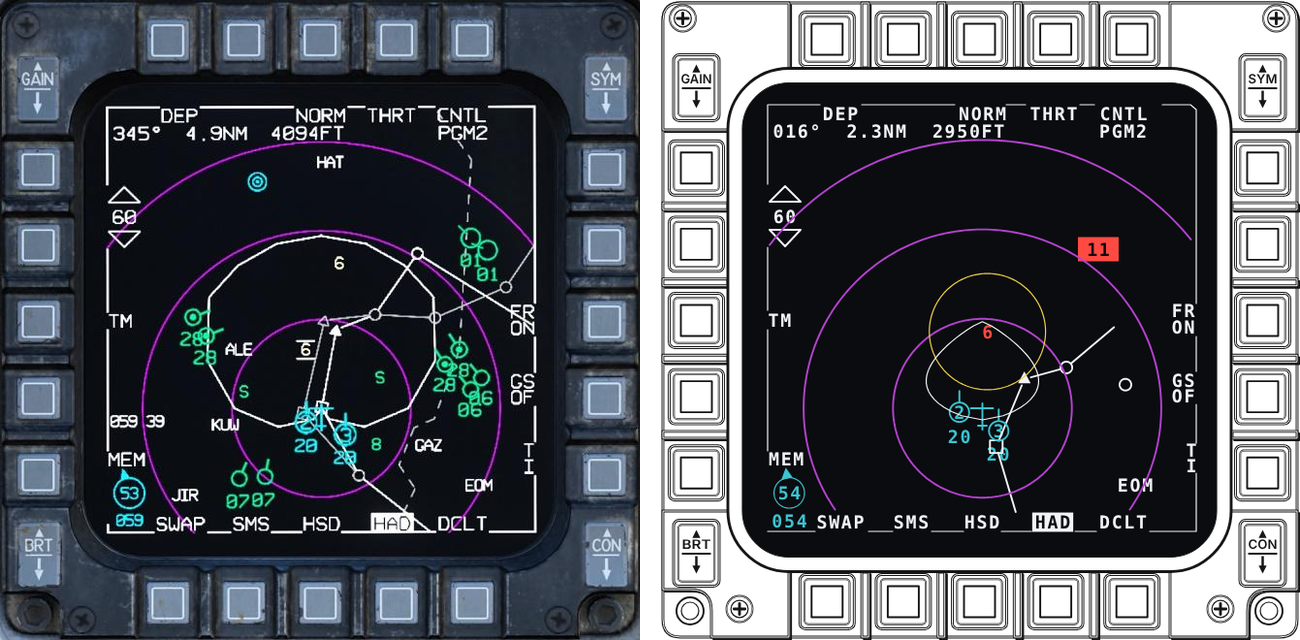 GAIN
SYM
DEP NORM THRT CNTL
345° 4.9NM 4094FT PGM2
HAT
60
01
01
6
FR
ON
TM
28
28
ALE
6
28
28
S
S
06
06
GS
OF
059 39
KUW
2
3
20
20
8
GAZ
MEM
TI
53
0707
JIR
EOM
059
SWAP SMS HSD HAD DCLT
BRT
CON
GAIN
SYM
DEP NORM THRT CNTL
016° 2.3NM 2950FT PGM2
60
11
TM
6
FR
ON
GS
OF
2
3
20
20
MEM
TI
54
EOM
054 SWAP SMS HSD HAD DCLT
BRT
CON